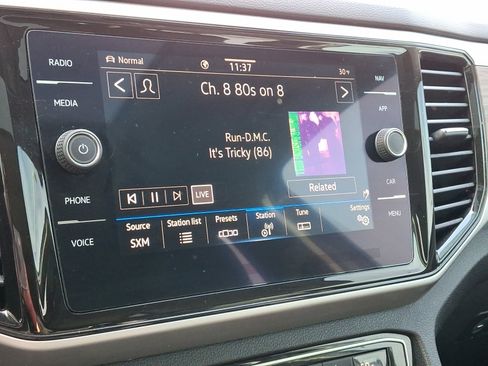 RADIO
MEDIA
PHONE
VOICE
Normal
11:37
30°F
Ch. 8 80s on 8
Run-D.M.C.
It's Tricky (86)
LIVE
Related
Source
SXM
Station list
Presets
Station
Tune
Settings
NAV
APP
CAR
MENU